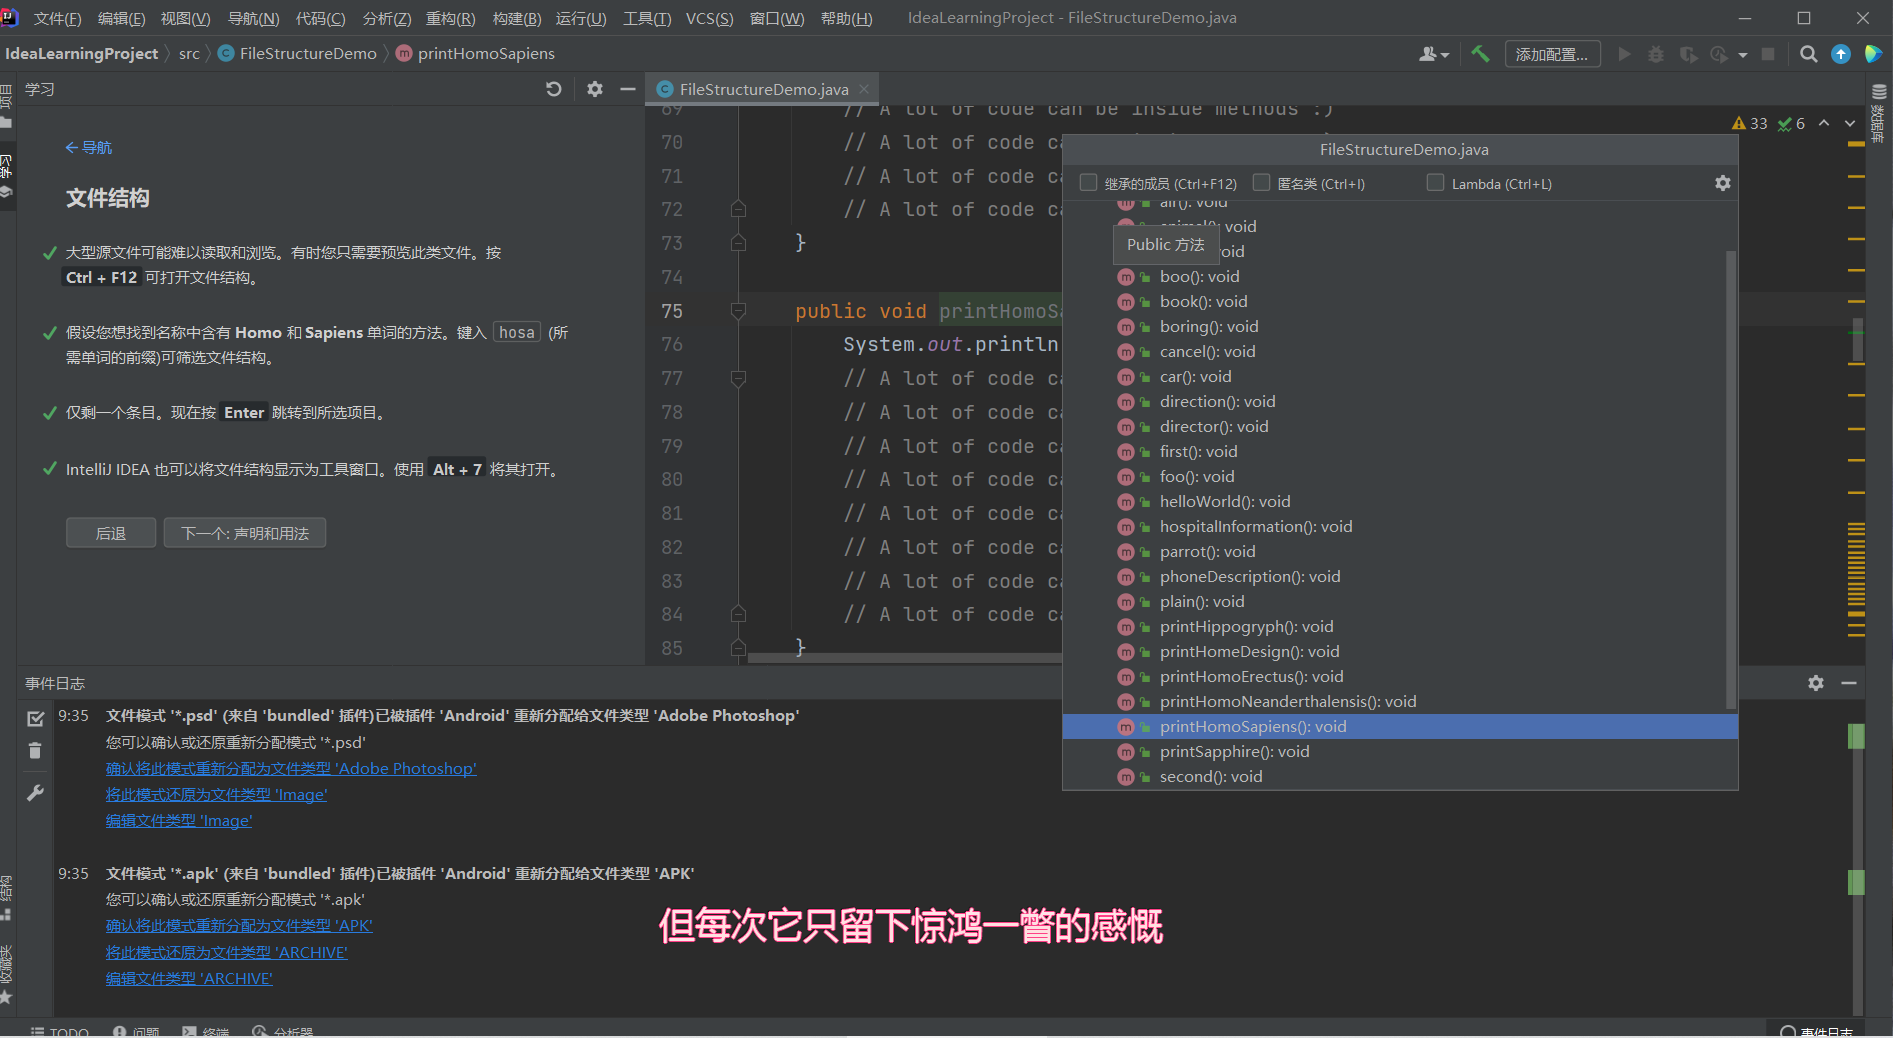 文件(F) 编辑(E) 视图(V) 导航(N) 代码(C) 分析(Z) 重构(R) 构建(B) 运行(U) 工具(T) VCS(S) 窗口(W) 帮助(H) IdeaLearningProject - FileStructureDemo.java
IdeaLearningProject src FileStructureDemo printHomoSapiens
添加配置...
项目
学习
FileStructureDemo.java
数据库
学习
← 导航
文件结构
大型源文件可能难以读取和浏览。有时您只需要预览此类文件。按
Ctrl + F12 可打开文件结构。
假设您想找到名称中含有 Homo 和 Sapiens 单词的方法。键入 hosa (所
需单词的前缀)可筛选文件结构。
仅剩一个条目。现在按 Enter 跳转到所选项目。
IntelliJ IDEA 也可以将文件结构显示为工具窗口。使用 Alt + 7 将其打开。
后退
下一个: 声明和用法
33 6
69 // A lot of code can be inside methods :)
70 // A lot of code ca
71 // A lot of code ca
72 // A lot of code ca
73 }
74
75 public void printHomoSa
76 System.out.println
77 // A lot of code ca
78 // A lot of code ca
79 // A lot of code ca
80 // A lot of code ca
81 // A lot of code ca
82 // A lot of code ca
83 // A lot of code ca
84 // A lot of code ca
85 }
FileStructureDemo.java
继承的成员 (Ctrl+F12) 匿名类 (Ctrl+I) Lambda (Ctrl+L)
air(): void
animal(): void
Public 方法
void
boo(): void
book(): void
boring(): void
cancel(): void
car(): void
direction(): void
director(): void
first(): void
foo(): void
helloWorld(): void
hospitalInformation(): void
parrot(): void
phoneDescription(): void
plain(): void
printHippogryph(): void
printHomeDesign(): void
printHomoErectus(): void
printHomoNeanderthalensis(): void
printHomoSapiens(): void
printSapphire(): void
second(): void
事件日志
9:35 文件模式 '*.psd' (来自 'bundled' 插件)已被插件 'Android' 重新分配给文件类型 'Adobe Photoshop'
您可以确认或还原重新分配模式 '*.psd'
确认将此模式重新分配为文件类型 'Adobe Photoshop'
将此模式还原为文件类型 'Image'
编辑文件类型 'Image'
9:35 文件模式 '*.apk' (来自 'bundled' 插件)已被插件 'Android' 重新分配给文件类型 'APK'
您可以确认或还原重新分配模式 '*.apk'
确认将此模式重新分配为文件类型 'APK'
将此模式还原为文件类型 'ARCHIVE'
编辑文件类型 'ARCHIVE'
但每次它只留下惊鸿一瞥的感慨
结构
收藏夹
TODO 问题 终端 分析器 事件日志